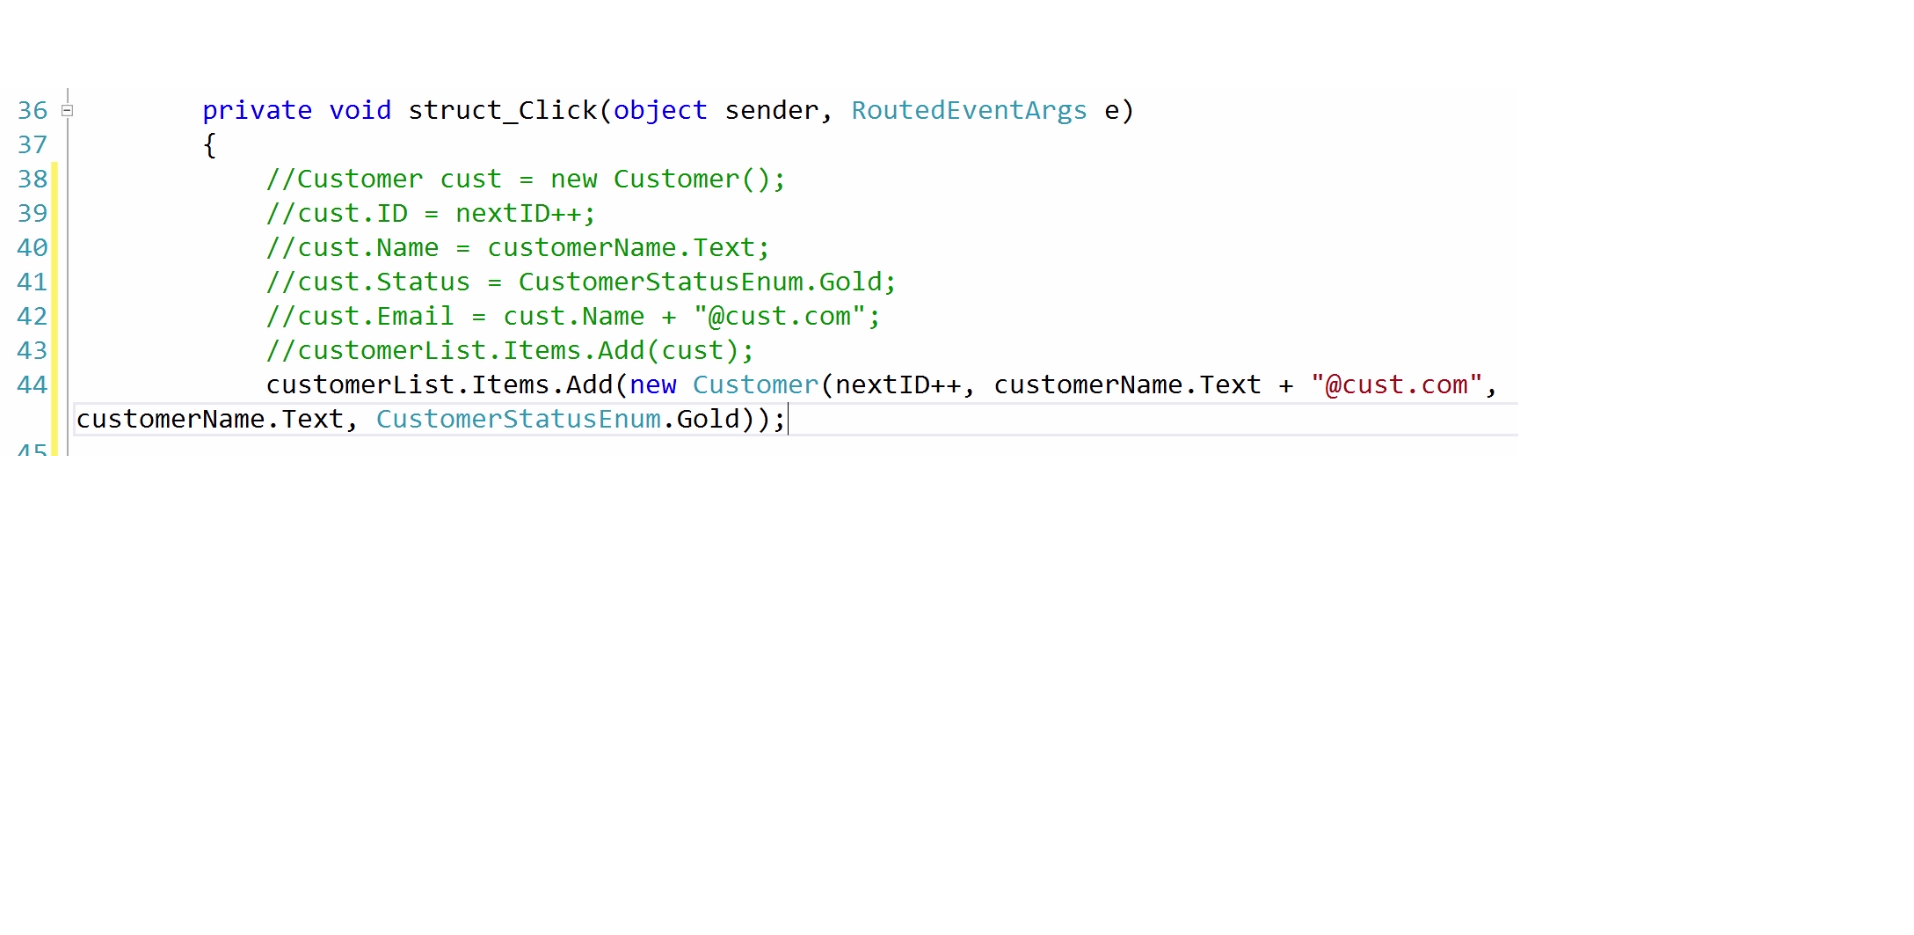 36 private void struct_Click(object sender, RoutedEventArgs e)
37 {
38 //Customer cust = new Customer();
39 //cust.ID = nextID++;
40 //cust.Name = customerName.Text;
41 //cust.Status = CustomerStatusEnum.Gold;
42 //cust.Email = cust.Name + "@cust.com";
43 //customerList.Items.Add(cust);
44 customerList.Items.Add(new Customer(nextID++, customerName.Text + "@cust.com",
customerName.Text, CustomerStatusEnum.Gold));
45